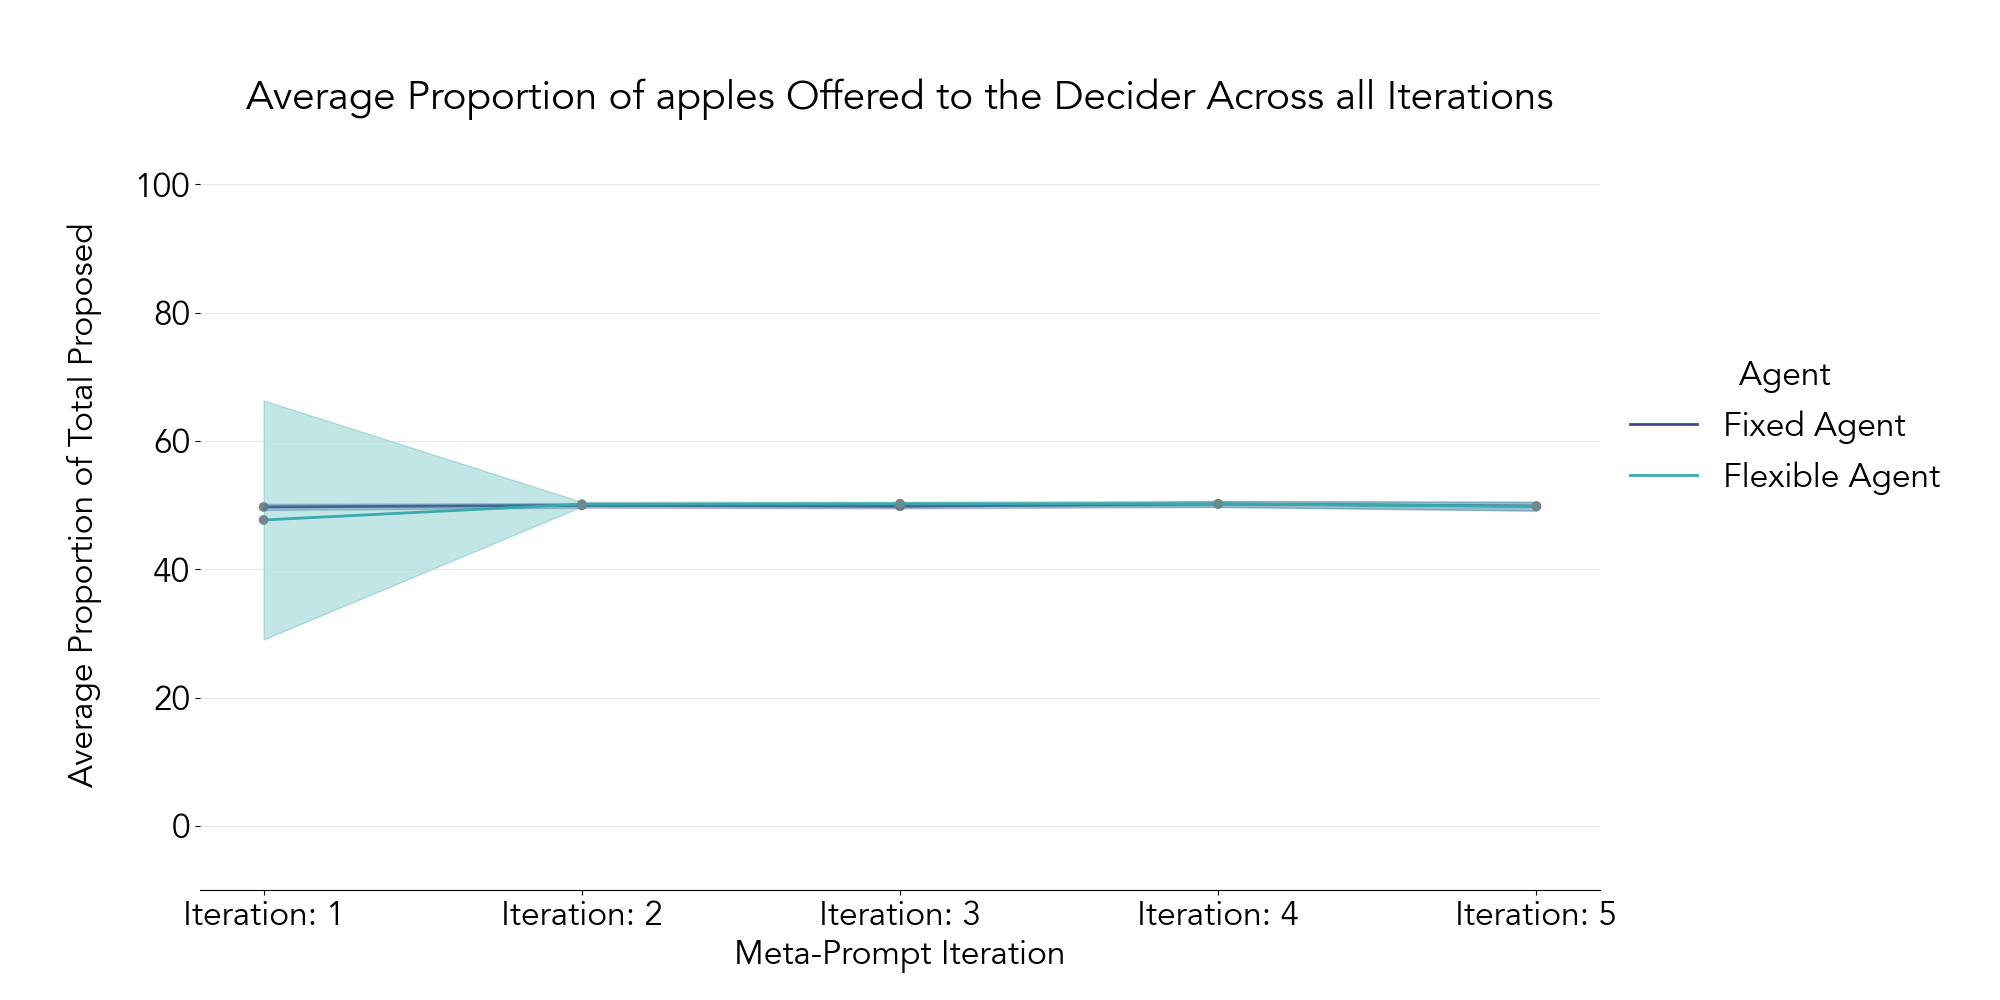 Average Proportion of apples Offered to the Decider Across all Iterations
Average Proportion of Total Proposed
100
80
60
40
20
0
Iteration: 1
Iteration: 2
Iteration: 3
Iteration: 4
Iteration: 5
Meta-Prompt Iteration
Agent
Fixed Agent
Flexible Agent